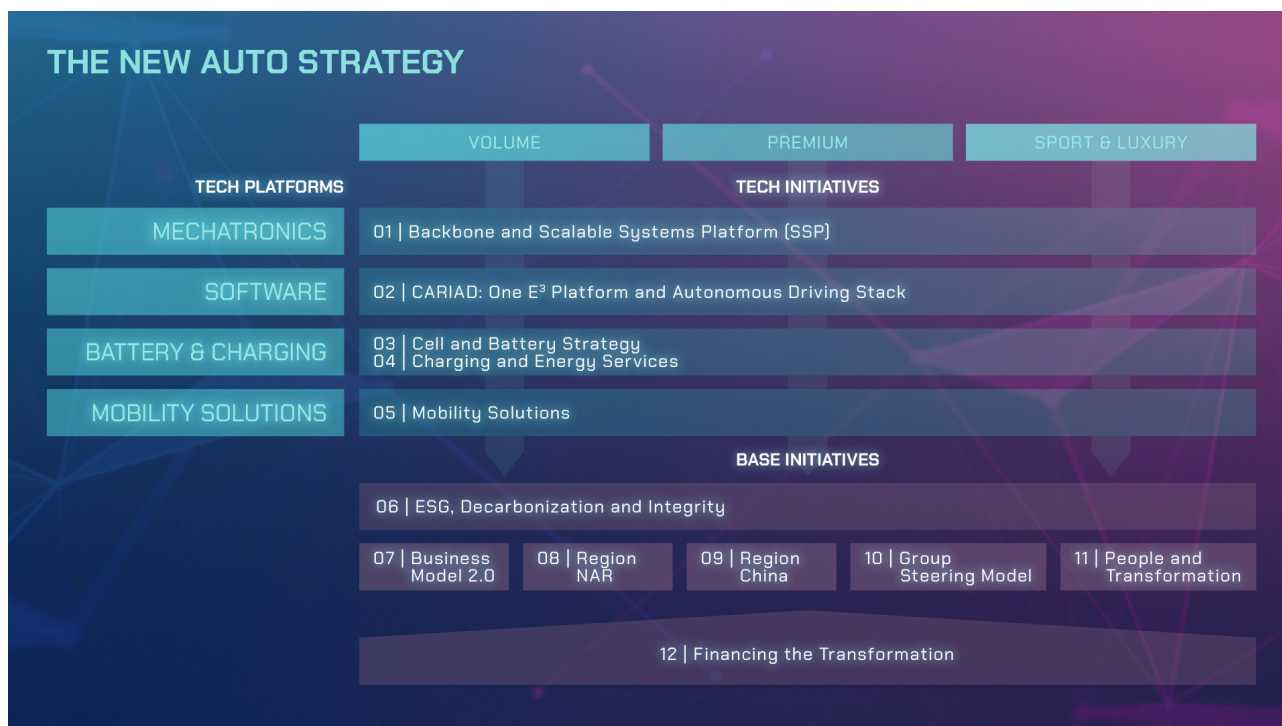 THE NEW AUTO STRATEGY
VOLUME
PREMIUM
SPORT & LUXURY
TECH PLATFORMS
TECH INITIATIVES
MECHATRONICS
01 | Backbone and Scalable Systems Platform (SSP)
SOFTWARE
02 | CARIAD: One E³ Platform and Autonomous Driving Stack
BATTERY & CHARGING
03 | Cell and Battery Strategy
04 | Charging and Energy Services
MOBILITY SOLUTIONS
05 | Mobility Solutions
BASE INITIATIVES
06 | ESG, Decarbonization and Integrity
07 | Business
Model 2.0
08 | Region
NAR
09 | Region
China
10 | Group
Steering Model
11 | People and
Transformation
12 | Financing the Transformation